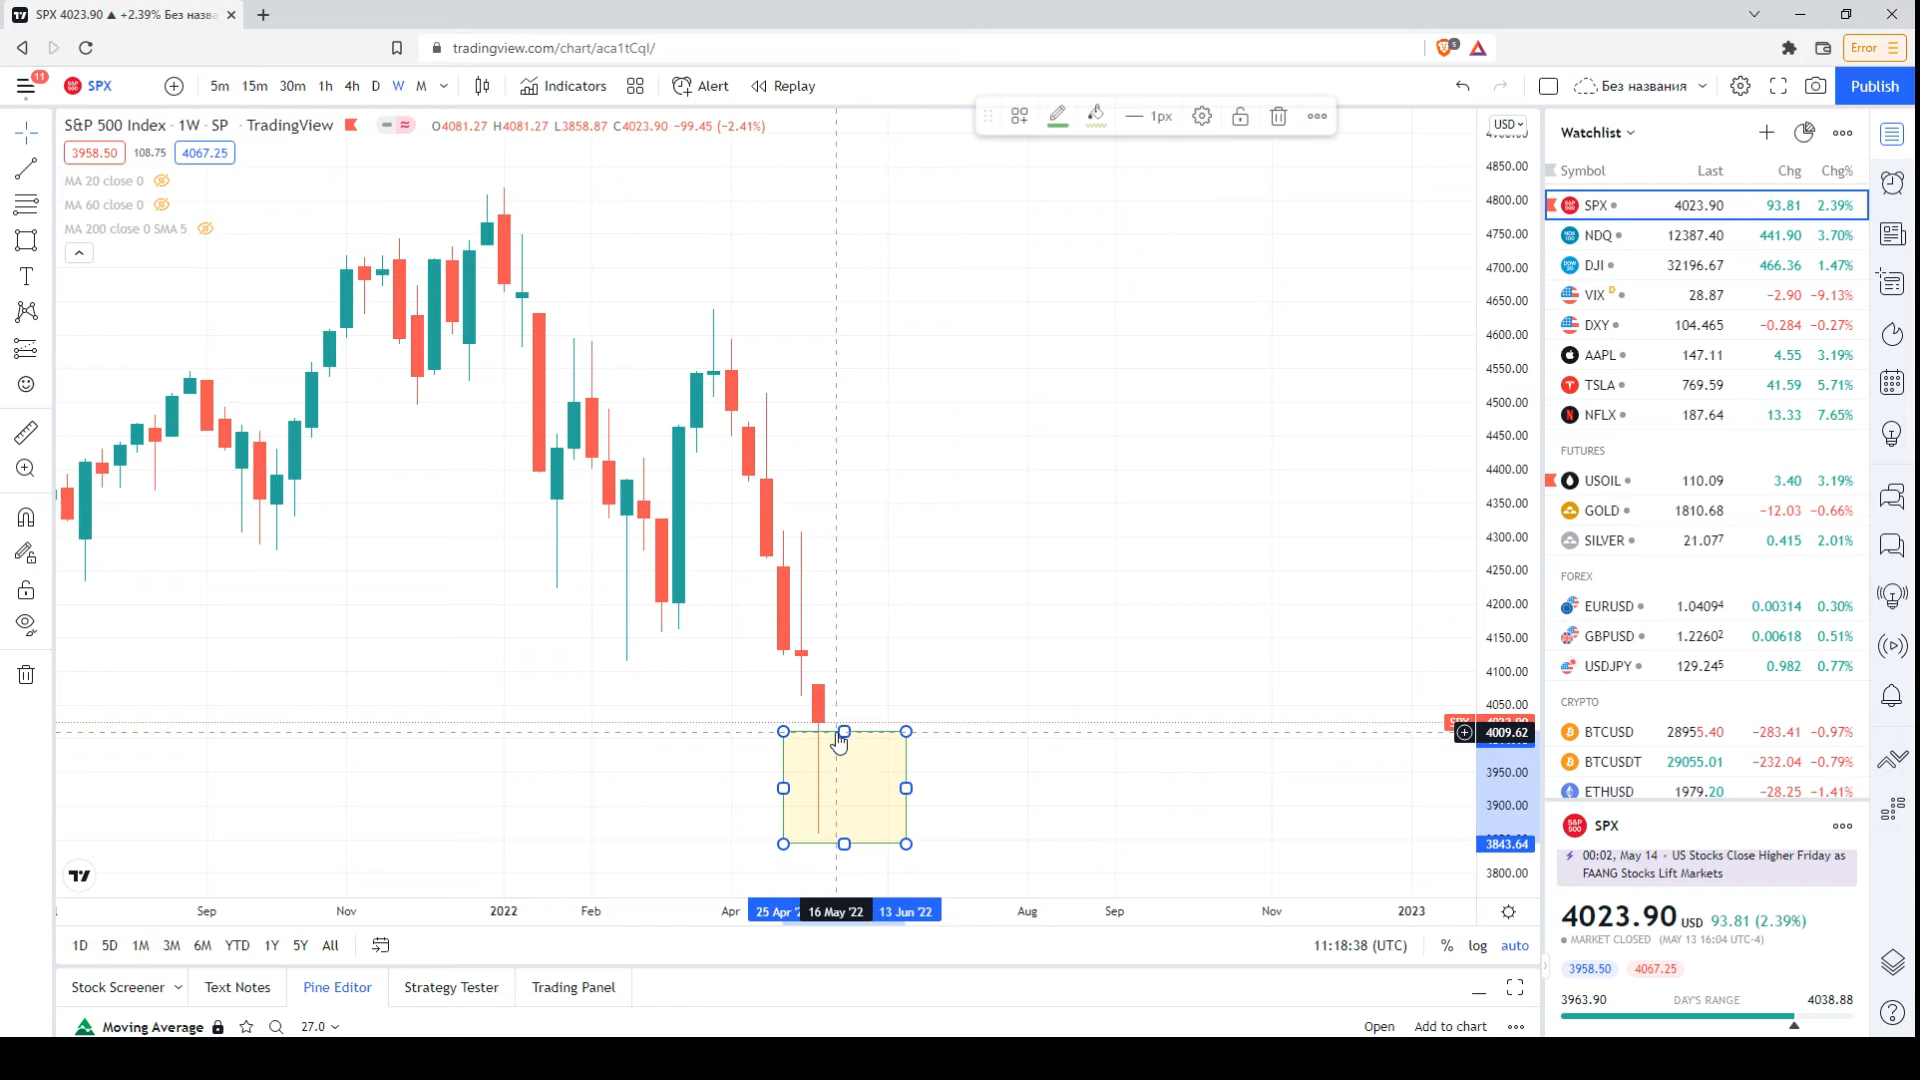 SPX 4023.90 ▲ +2.39% Без назва
tradingview.com/chart/aca1tCqI/
5
Error
11
SPX
5m 15m 30m 1h 4h D W M
Indicators
Alert
Replay
Без названия
Publish
S&P 500 Index · 1W · SP · TradingView
O4081.27 H4081.27 L3858.87 C4023.90 −99.45 (−2.41%)
3958.50 108.75 4067.25
MA 20 close 0
MA 60 close 0
MA 200 close 0 SMA 5
1px
USD
4850.00
4800.00
4750.00
4700.00
4650.00
4600.00
4550.00
4500.00
4450.00
4400.00
4350.00
4300.00
4250.00
4200.00
4150.00
4100.00
4050.00
4009.62
3950.00
3900.00
3843.64
3800.00
Sep Nov 2022 Feb Apr 25 Apr 16 May '22 13 Jun '22 Aug Sep Nov 2023
1D 5D 1M 3M 6M YTD 1Y 5Y All
11:18:38 (UTC) % log auto
Stock Screener Text Notes Pine Editor Strategy Tester Trading Panel
Moving Average 27.0
Open Add to chart
Watchlist
Symbol Last Chg Chg%
SPX 4023.90 93.81 2.39%
NDQ 12387.40 441.90 3.70%
DJI 32196.67 466.36 1.47%
VIX D 28.87 −2.90 −9.13%
DXY 104.465 −0.284 −0.27%
AAPL 147.11 4.55 3.19%
TSLA 769.59 41.59 5.71%
NFLX 187.64 13.33 7.65%
FUTURES
USOIL 110.09 3.40 3.19%
GOLD 1810.68 −12.03 −0.66%
SILVER 21.077 0.415 2.01%
FOREX
EURUSD 1.04094 0.00314 0.30%
GBPUSD 1.22602 0.00618 0.51%
USDJPY 129.245 0.982 0.77%
CRYPTO
BTCUSD 28955.40 −283.41 −0.97%
BTCUSDT 29055.01 −232.04 −0.79%
ETHUSD 1979.20 −28.25 −1.41%
SPX
00:02, May 14 · US Stocks Close Higher Friday as
FAANG Stocks Lift Markets
4023.90 USD 93.81 (2.39%)
MARKET CLOSED (MAY 13 16:04 UTC-4)
3958.50 4067.25
3963.90 DAY'S RANGE 4038.88